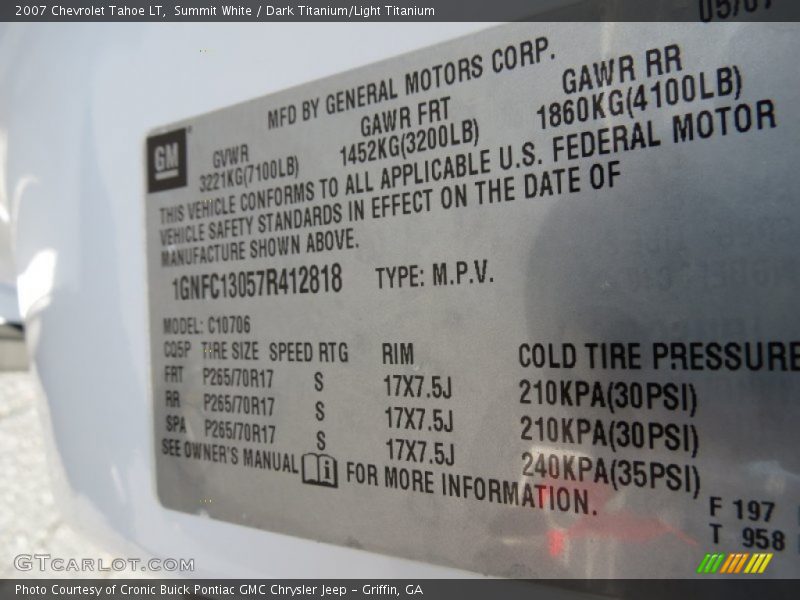 2007 Chevrolet Tahoe LT, Summit White / Dark Titanium/Light Titanium
05/07
MFD BY GENERAL MOTORS CORP.
GM
GVWR GAWR FRT GAWR RR
3221KG(7100LB) 1452KG(3200LB) 1860KG(4100LB)
THIS VEHICLE CONFORMS TO ALL APPLICABLE U.S. FEDERAL MOTOR
VEHICLE SAFETY STANDARDS IN EFFECT ON THE DATE OF
MANUFACTURE SHOWN ABOVE.
1GNFC13057R412818 TYPE: M.P.V.
MODEL: C10706
CQ5P TIRE SIZE SPEED RTG RIM COLD TIRE PRESSURE
FRT P265/70R17 S 17X7.5J 210KPA(30PSI)
RR P265/70R17 S 17X7.5J 210KPA(30PSI)
SPA P265/70R17 S 17X7.5J 240KPA(35PSI)
SEE OWNER'S MANUAL FOR MORE INFORMATION.
F 197
T 958
GTCarLot.com
Photo Courtesy of Cronic Buick Pontiac GMC Chrysler Jeep – Griffin, GA